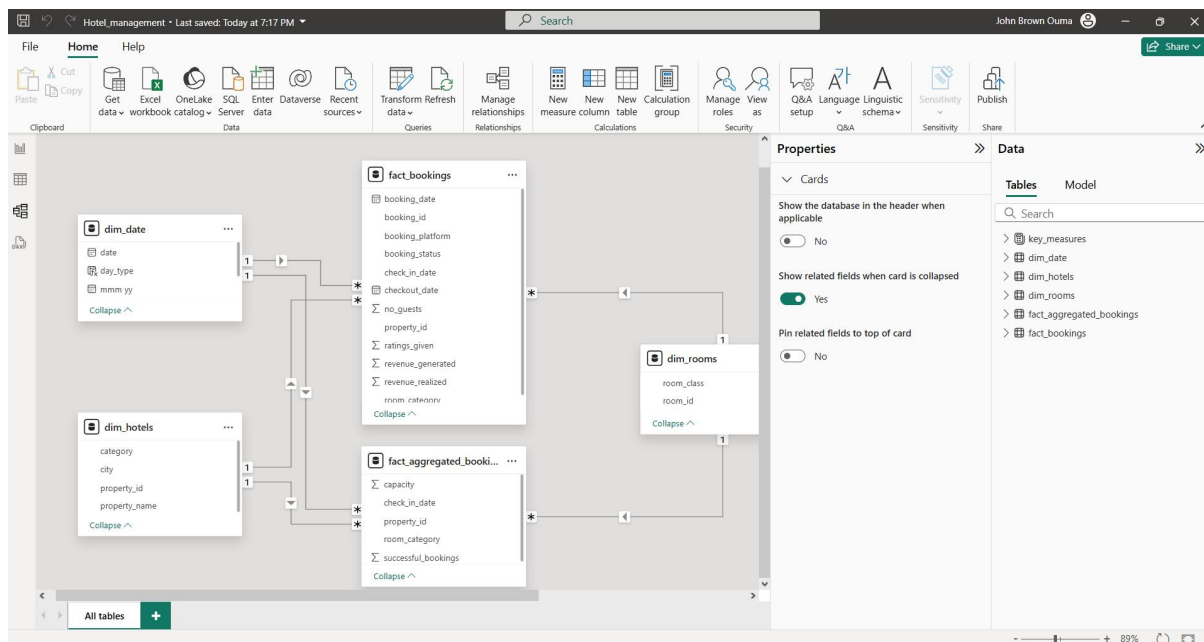 Hotel_management • Last saved: Today at 7:17 PM
Search
John Brown Ouma
File Home Help
Share
Paste
Cut
Copy
Clipboard
Get data
Excel workbook
OneLake catalog
SQL Server
Enter data
Dataverse
Recent sources
Data
Transform data
Refresh
Queries
Manage relationships
Relationships
New measure
New column
New table
Calculation group
Calculations
Manage roles
View as
Security
Q&A setup
Language
Linguistic schema
Q&A
Sensitivity
Sensitivity
Publish
Share
dim_date
date
day_type
mmm yy
Collapse
1
1
dim_hotels
category
city
property_id
property_name
Collapse
1
1
fact_bookings
booking_date
booking_id
booking_platform
booking_status
check_in_date
checkout_date
no_guests
property_id
ratings_given
revenue_generated
revenue_realized
room_category
Collapse
*
*
*
fact_aggregated_booki...
capacity
check_in_date
property_id
room_category
successful_bookings
Collapse
*
*
*
1
dim_rooms
room_class
room_id
Collapse
1
Properties
Cards
Show the database in the header when
applicable
No
Show related fields when card is collapsed
Yes
Pin related fields to top of card
No
Data
Tables Model
Search
key_measures
dim_date
dim_hotels
dim_rooms
fact_aggregated_bookings
fact_bookings
All tables
+
- + 89%